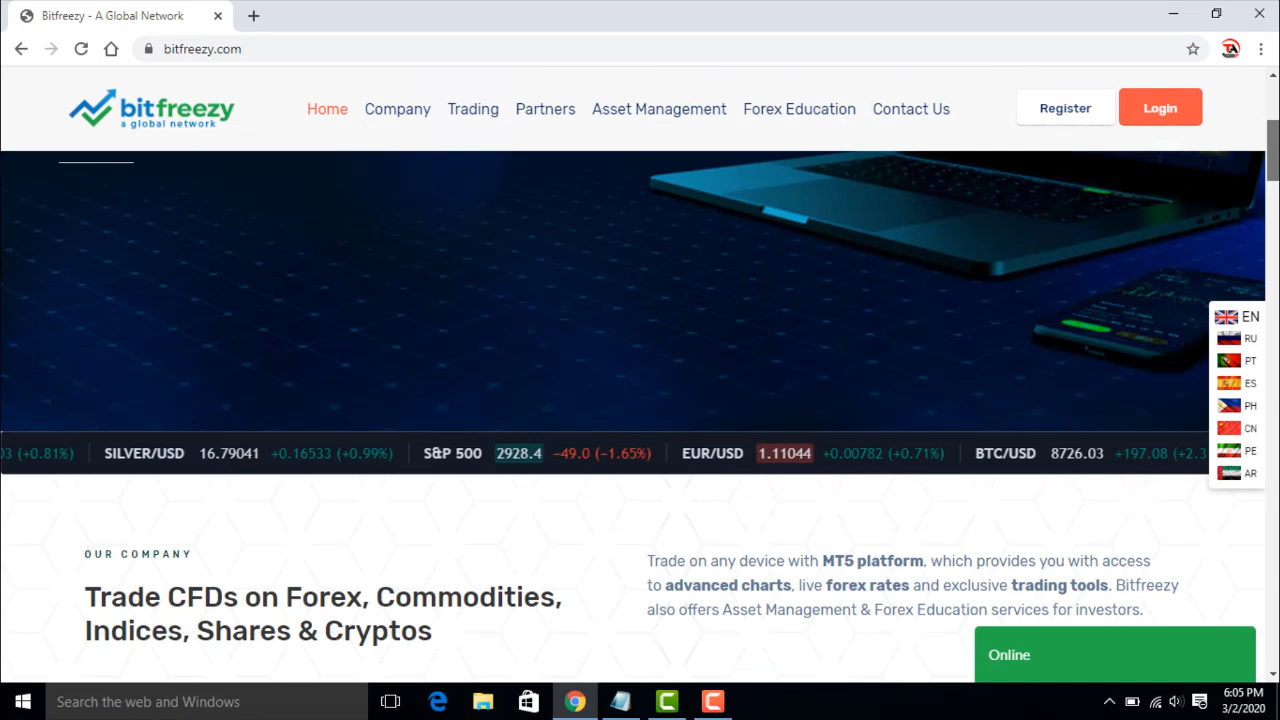 Bitfreezy - A Global Network
bitfreezy.com
bitfreezy
a global network
Home Company Trading Partners Asset Management Forex Education Contact Us
Register Login
EN
RU
PT
ES
PH
CN
PE
AR
03 (+0.81%) SILVER/USD 16.79041 +0.16533 (+0.99%) S&P 500 2928.4 −49.0 (−1.65%) EUR/USD 1.11044 +0.00782 (+0.71%) BTC/USD 8726.03 +197.08 (+2.3
OUR COMPANY
Trade CFDs on Forex, Commodities,
Indices, Shares & Cryptos
Trade on any device with MT5 platform, which provides you with access
to advanced charts, live forex rates and exclusive trading tools. Bitfreezy
also offers Asset Management & Forex Education services for investors.
Online
Search the web and Windows
6:05 PM
3/2/2020